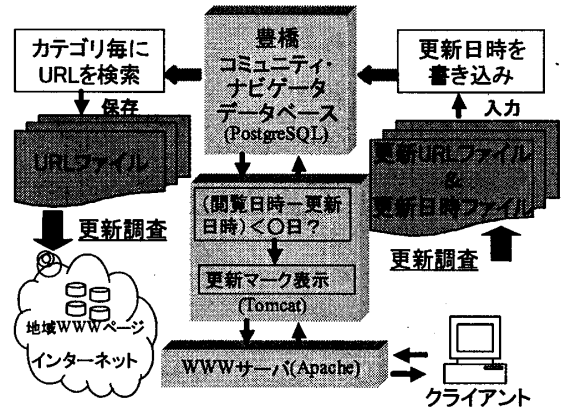 カテゴリ毎に
URLを検索
保存
URLファイル
更新調査
地域WWWページ
インターネット
豊橋
コミュニティ・
ナビゲータ
データベース
(PostgreSQL)
(閲覧日時ー更新
日時)<〇日?
更新マーク表示
(Tomcat)
WWWサーバ(Apache)
更新日時を
書き込み
入力
更新URLファイル
&
更新日時ファイル
更新調査
クライアント